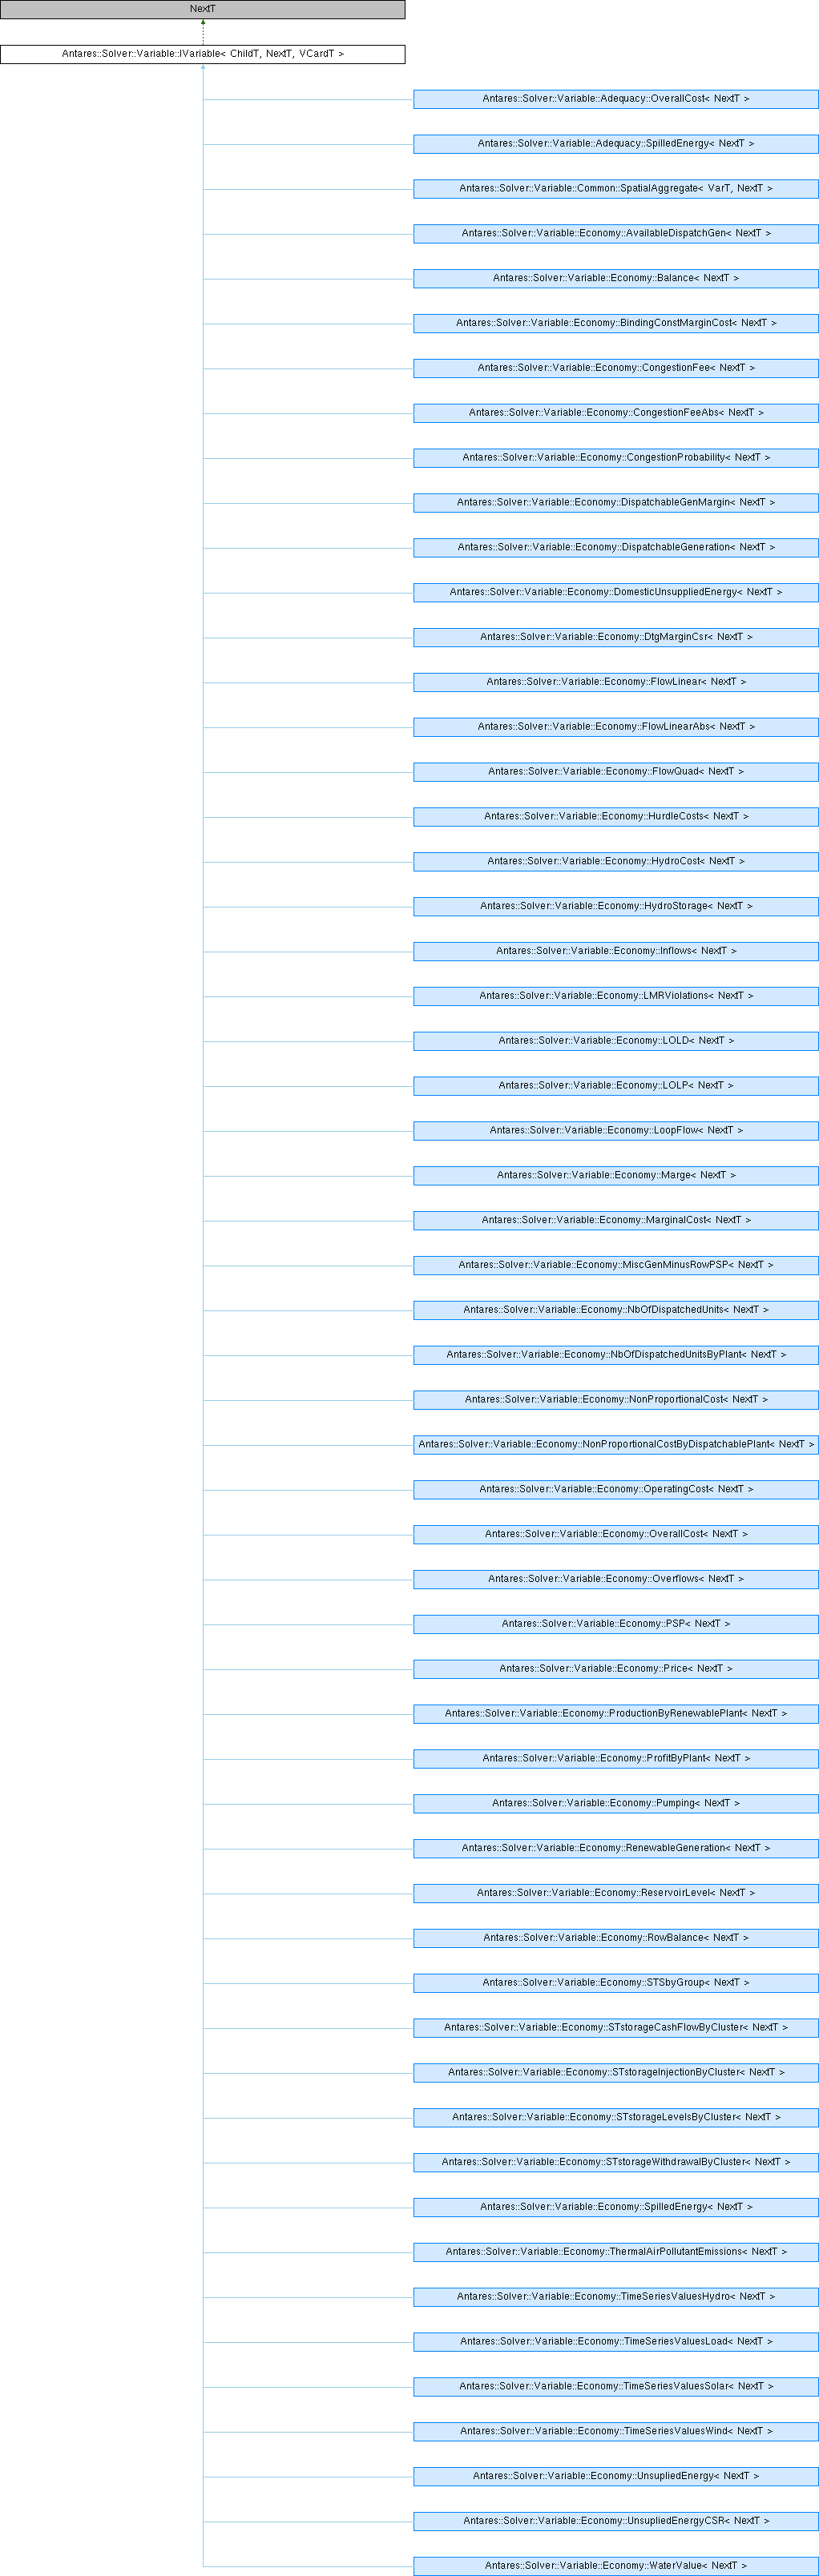 NextT
Antares::Solver::Variable::IVariable< ChildT, NextT, VCardT >
Antares::Solver::Variable::Adequacy::OverallCost< NextT >
Antares::Solver::Variable::Adequacy::SpilledEnergy< NextT >
Antares::Solver::Variable::Common::SpatialAggregate< VarT, NextT >
Antares::Solver::Variable::Economy::AvailableDispatchGen< NextT >
Antares::Solver::Variable::Economy::Balance< NextT >
Antares::Solver::Variable::Economy::BindingConstMarginCost< NextT >
Antares::Solver::Variable::Economy::CongestionFee< NextT >
Antares::Solver::Variable::Economy::CongestionFeeAbs< NextT >
Antares::Solver::Variable::Economy::CongestionProbability< NextT >
Antares::Solver::Variable::Economy::DispatchableGenMargin< NextT >
Antares::Solver::Variable::Economy::DispatchableGeneration< NextT >
Antares::Solver::Variable::Economy::DomesticUnsuppliedEnergy< NextT >
Antares::Solver::Variable::Economy::DtgMarginCsr< NextT >
Antares::Solver::Variable::Economy::FlowLinear< NextT >
Antares::Solver::Variable::Economy::FlowLinearAbs< NextT >
Antares::Solver::Variable::Economy::FlowQuad< NextT >
Antares::Solver::Variable::Economy::HurdleCosts< NextT >
Antares::Solver::Variable::Economy::HydroCost< NextT >
Antares::Solver::Variable::Economy::HydroStorage< NextT >
Antares::Solver::Variable::Economy::Inflows< NextT >
Antares::Solver::Variable::Economy::LMRViolations< NextT >
Antares::Solver::Variable::Economy::LOLD< NextT >
Antares::Solver::Variable::Economy::LOLP< NextT >
Antares::Solver::Variable::Economy::LoopFlow< NextT >
Antares::Solver::Variable::Economy::Marge< NextT >
Antares::Solver::Variable::Economy::MarginalCost< NextT >
Antares::Solver::Variable::Economy::MiscGenMinusRowPSP< NextT >
Antares::Solver::Variable::Economy::NbOfDispatchedUnits< NextT >
Antares::Solver::Variable::Economy::NbOfDispatchedUnitsByPlant< NextT >
Antares::Solver::Variable::Economy::NonProportionalCost< NextT >
Antares::Solver::Variable::Economy::NonProportionalCostByDispatchablePlant< NextT >
Antares::Solver::Variable::Economy::OperatingCost< NextT >
Antares::Solver::Variable::Economy::OverallCost< NextT >
Antares::Solver::Variable::Economy::Overflows< NextT >
Antares::Solver::Variable::Economy::PSP< NextT >
Antares::Solver::Variable::Economy::Price< NextT >
Antares::Solver::Variable::Economy::ProductionByRenewablePlant< NextT >
Antares::Solver::Variable::Economy::ProfitByPlant< NextT >
Antares::Solver::Variable::Economy::Pumping< NextT >
Antares::Solver::Variable::Economy::RenewableGeneration< NextT >
Antares::Solver::Variable::Economy::ReservoirLevel< NextT >
Antares::Solver::Variable::Economy::RowBalance< NextT >
Antares::Solver::Variable::Economy::STSbyGroup< NextT >
Antares::Solver::Variable::Economy::STstorageCashFlowByCluster< NextT >
Antares::Solver::Variable::Economy::STstorageInjectionByCluster< NextT >
Antares::Solver::Variable::Economy::STstorageLevelsByCluster< NextT >
Antares::Solver::Variable::Economy::STstorageWithdrawalByCluster< NextT >
Antares::Solver::Variable::Economy::SpilledEnergy< NextT >
Antares::Solver::Variable::Economy::ThermalAirPollutantEmissions< NextT >
Antares::Solver::Variable::Economy::TimeSeriesValuesHydro< NextT >
Antares::Solver::Variable::Economy::TimeSeriesValuesLoad< NextT >
Antares::Solver::Variable::Economy::TimeSeriesValuesSolar< NextT >
Antares::Solver::Variable::Economy::TimeSeriesValuesWind< NextT >
Antares::Solver::Variable::Economy::UnsupliedEnergy< NextT >
Antares::Solver::Variable::Economy::UnsupliedEnergyCSR< NextT >
Antares::Solver::Variable::Economy::WaterValue< NextT >